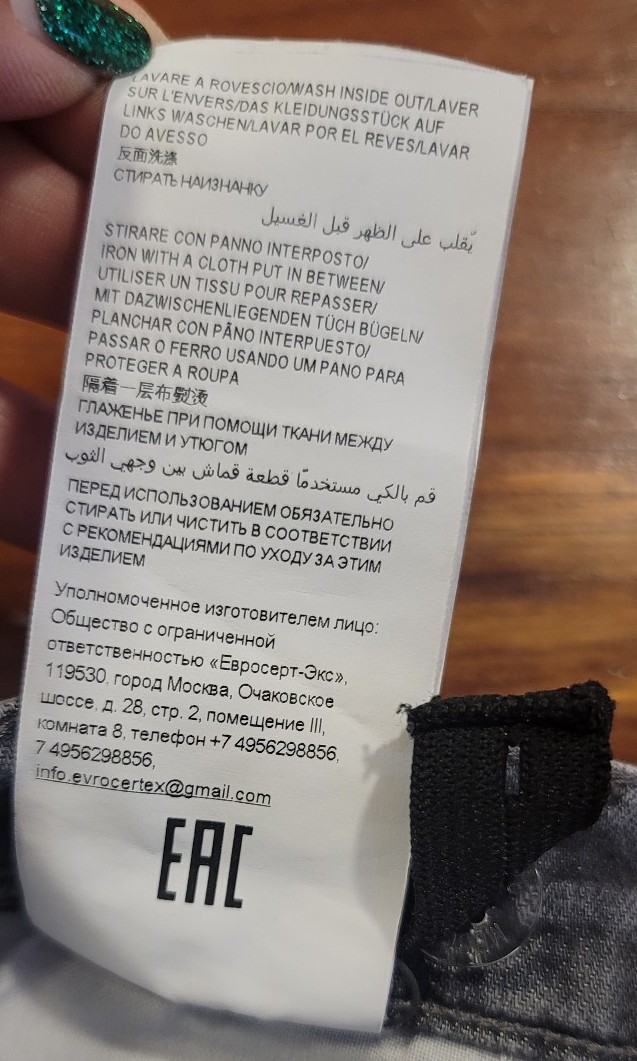 LAVARE A ROVESCIO/WASH INSIDE OUT/LAVER
SUR L'ENVERS/DAS KLEIDUNGSSTÜCK AUF
LINKS WASCHEN/LAVAR POR EL REVES/LAVAR
DO AVESSO
反面洗涤
СТИРАТЬ НАИЗНАНКУ
يّقلب على الظهر قبل الغسيل
STIRARE CON PANNO INTERPOSTO/
IRON WITH A CLOTH PUT IN BETWEEN/
UTILISER UN TISSU POUR REPASSER/
MIT DAZWISCHENLIEGENDEN TÜCH BÜGELN/
PLANCHAR CON PÃNO INTERPUESTO/
PASSAR O FERRO USANDO UM PANO PARA
PROTEGER A ROUPA
隔着一层布熨烫
ГЛАЖЕНЬЕ ПРИ ПОМОЩИ ТКАНИ МЕЖДУ
ИЗДЕЛИЕМ И УТЮГОМ
قم بالكي مستخدمّا قطعة قماش بين وجهي الثوب
ПЕРЕД ИСПОЛЬЗОВАНИЕМ ОБЯЗАТЕЛЬНО
СТИРАТЬ ИЛИ ЧИСТИТЬ В СООТВЕТСТВИИ
С РЕКОМЕНДАЦИЯМИ ПО УХОДУ ЗА ЭТИМ
ИЗДЕЛИЕМ
Уполномоченное изготовителем лицо:
Общество с ограниченной
ответственностью «Евросерт-Экс»,
119530, город Москва, Очаковское
шоссе, д. 28, стр. 2, помещение III,
комната 8, телефон +7 4956298856,
7 4956298856,
info.evrocertex@gmail.com
EAC